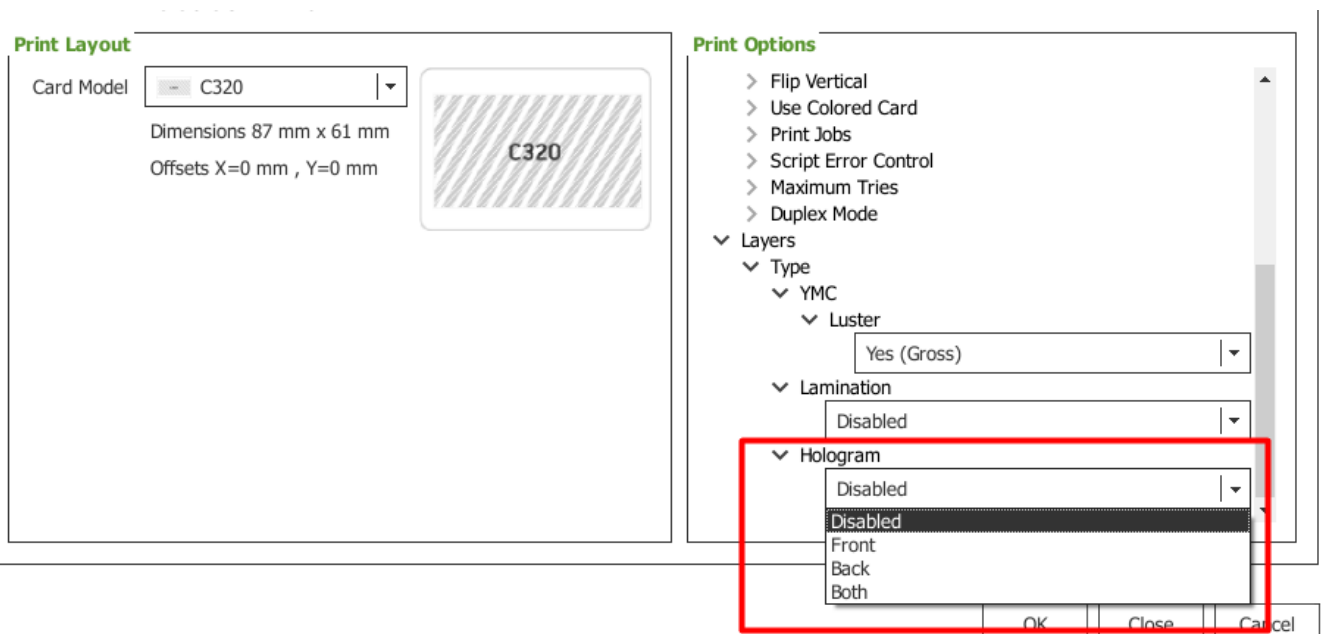 Print Layout
Card Model
C320
Dimensions 87 mm x 61 mm
Offsets X=0 mm , Y=0 mm
C320
Print Options
Flip Vertical
Use Colored Card
Print Jobs
Script Error Control
Maximum Tries
Duplex Mode
Layers
Type
YMC
Luster
Yes (Gross)
Lamination
Disabled
Hologram
Disabled
Disabled
Front
Back
Both
OK
Close
Cancel